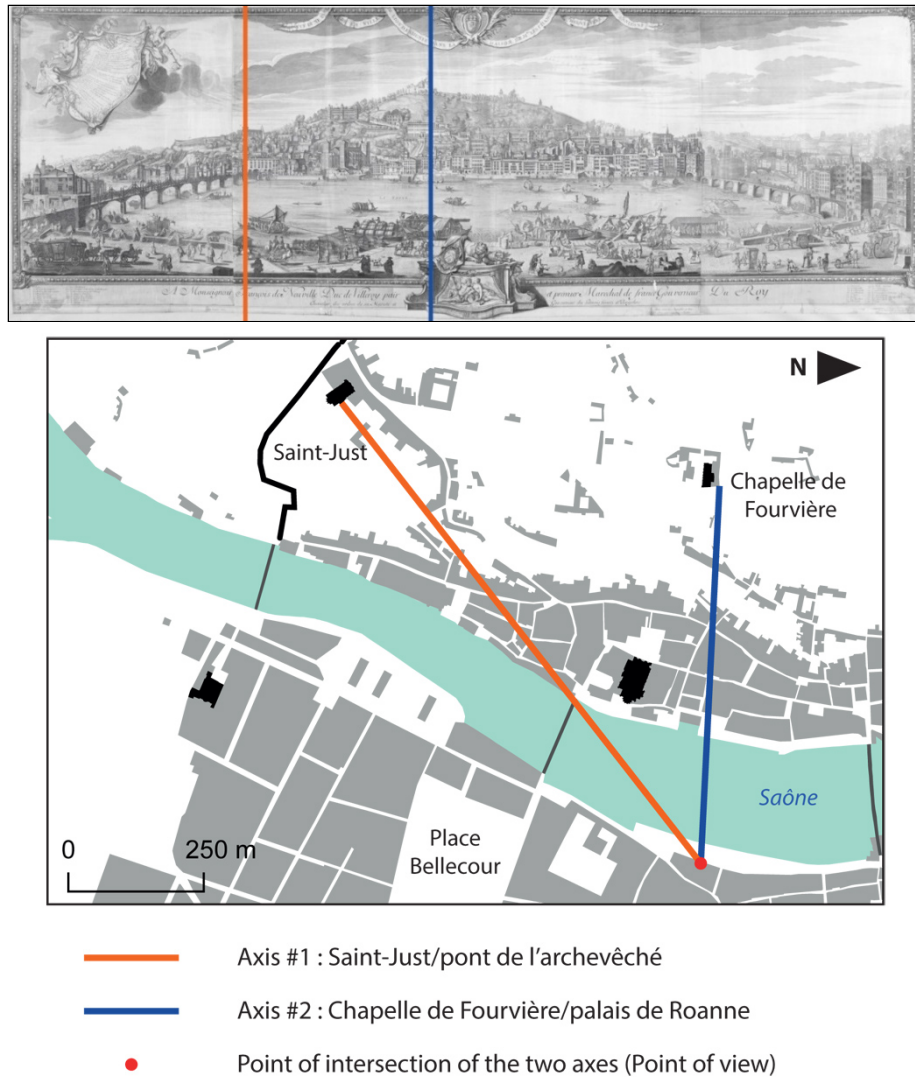 N
Saint-Just
Chapelle de
Fourvière
Saône
Place
Bellecour
0 250 m
Axis #1 : Saint-Just/pont de l'archevêché
Axis #2 : Chapelle de Fourvière/palais de Roanne
Point of intersection of the two axes (Point of view)